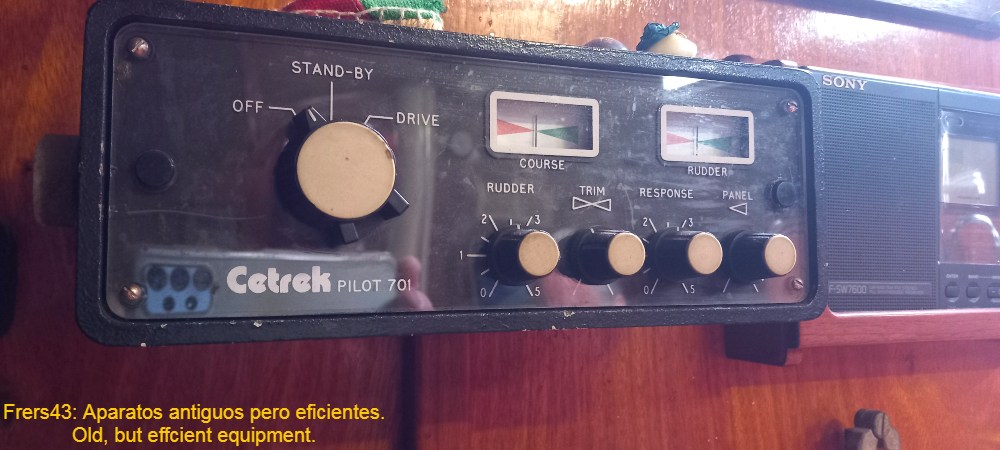 STAND-BY
OFF
DRIVE
COURSE
RUDDER
RUDDER
TRIM
RESPONSE
PANEL
2 3
1
0 5
2 3
0 5
Cetrek PILOT 701
SONY
Frers43: Aparatos antiguos pero eficientes.
Old, but effcient equipment.